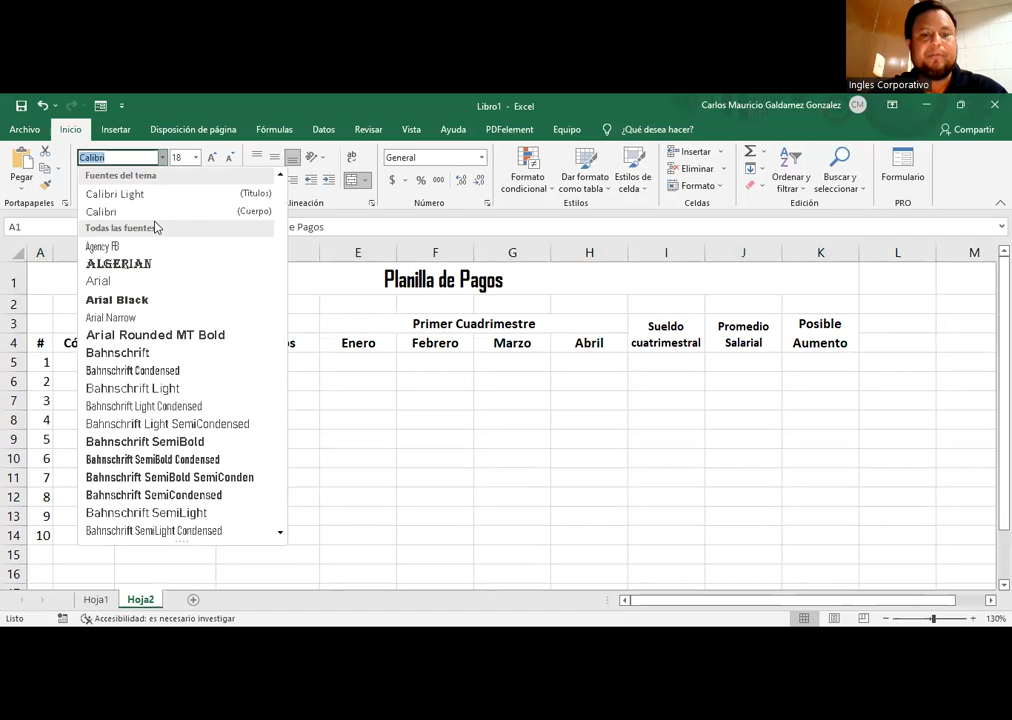 Ingles Corporativo
Libro1 - Excel
Carlos Mauricio Galdamez Gonzalez CM
Archivo Inicio Insertar Disposición de página Fórmulas Datos Revisar Vista Ayuda PDFelement Equipo ¿Qué desea hacer? Compartir
Pegar
Portapapeles
Calibri 18
General
$ % 000
Número
lineación
Formato condicional
Dar formato como tabla
Estilos de celda
Estilos
Insertar
Eliminar
Formato
Celdas
Ordenar y filtrar
Buscar y seleccionar
Edición
Formulario
PRO
Fuentes del tema
Calibri Light (Títulos)
Calibri (Cuerpo)
Todas las fuentes
Agency FB
ALGERIAN
Arial
Arial Black
Arial Narrow
Arial Rounded MT Bold
Bahnschrift
Bahnschrift Condensed
Bahnschrift Light
Bahnschrift Light Condensed
Bahnschrift Light SemiCondensed
Bahnschrift SemiBold
Bahnschrift SemiBold Condensed
Bahnschrift SemiBold SemiConden
Bahnschrift SemiCondensed
Bahnschrift SemiLight
Bahnschrift SemiLight Condensed
A1 de Pagos
A E F G H I J K L M
1 Planilla de Pagos
2
3 Primer Cuadrimestre Sueldo Promedio Posible
4 # Có os Enero Febrero Marzo Abril cuatrimestral Salarial Aumento
5 1
6 2
7 3
8 4
9 5
10 6
11 7
12 8
13 9
14 10
15
16
Hoja1 Hoja2
Listo Accesibilidad: es necesario investigar 130%